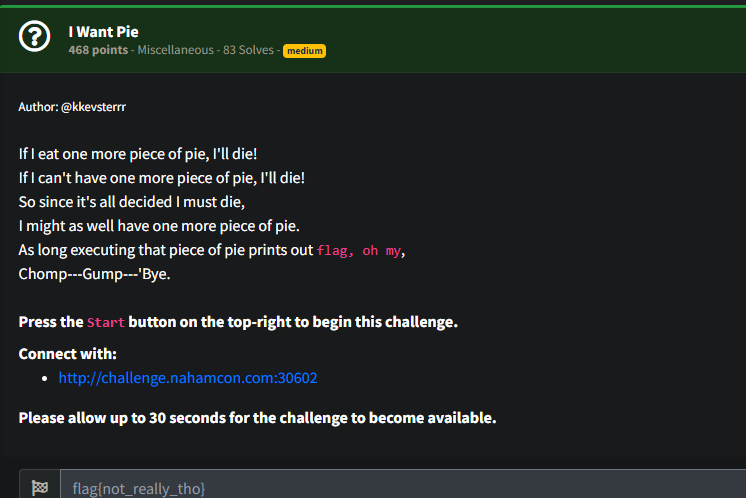 I Want Pie
468 points - Miscellaneous - 83 Solves - medium
Author: @kkevsterrr
If I eat one more piece of pie, I'll die!
If I can't have one more piece of pie, I'll die!
So since it's all decided I must die,
I might as well have one more piece of pie.
As long executing that piece of pie prints out flag, oh my,
Chomp---Gump---'Bye.
Press the Start button on the top-right to begin this challenge.
Connect with:
• http://challenge.nahamcon.com:30602
Please allow up to 30 seconds for the challenge to become available.
flag{not_really_tho}